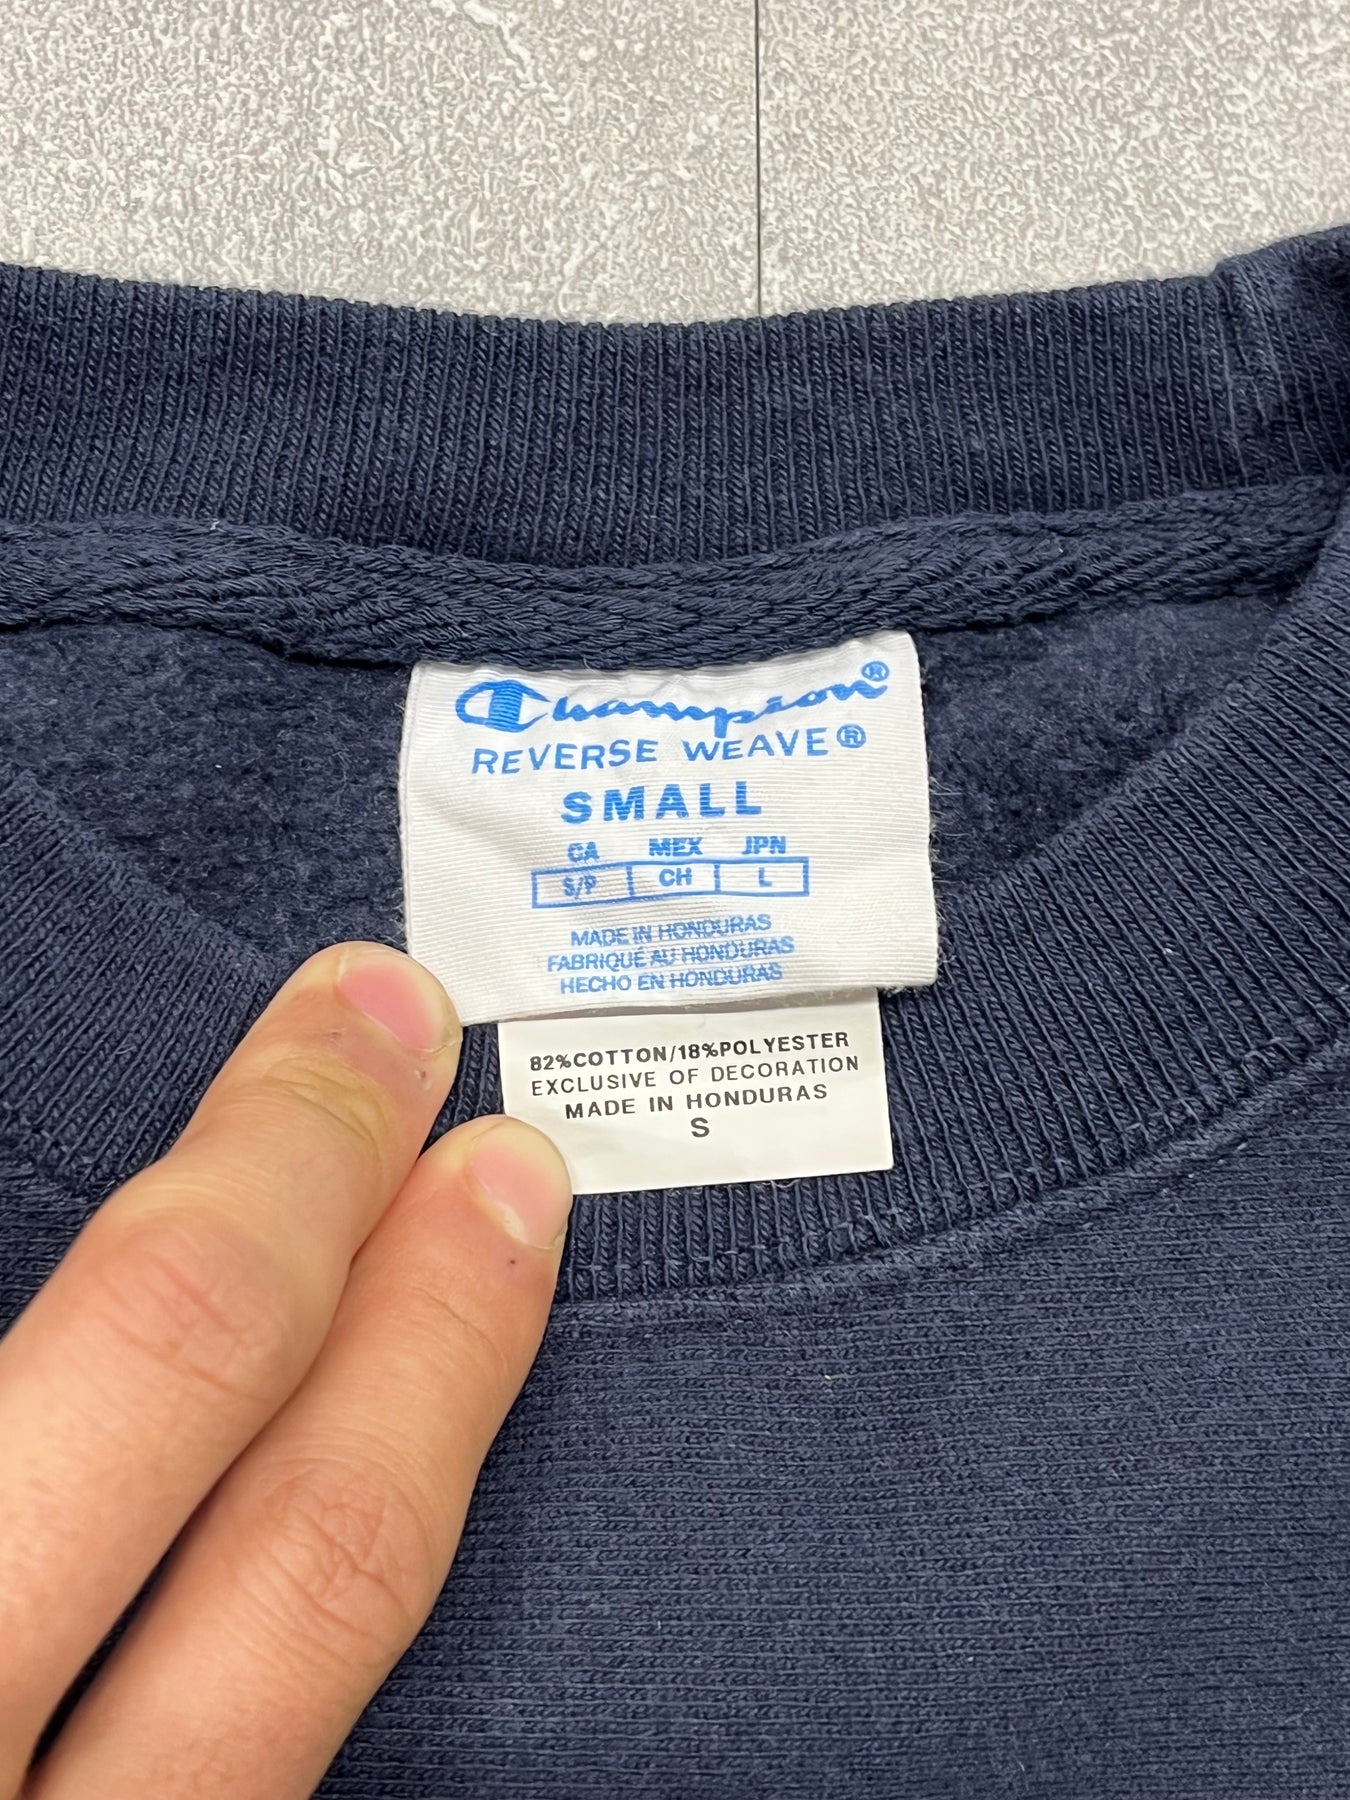 Champion®
REVERSE WEAVE®
SMALL
CA MEX JPN
S/P CH L
MADE IN HONDURAS
FABRIQUÉ AU HONDURAS
HECHO EN HONDURAS
82%COTTON/18%POLYESTER
EXCLUSIVE OF DECORATION
MADE IN HONDURAS
S